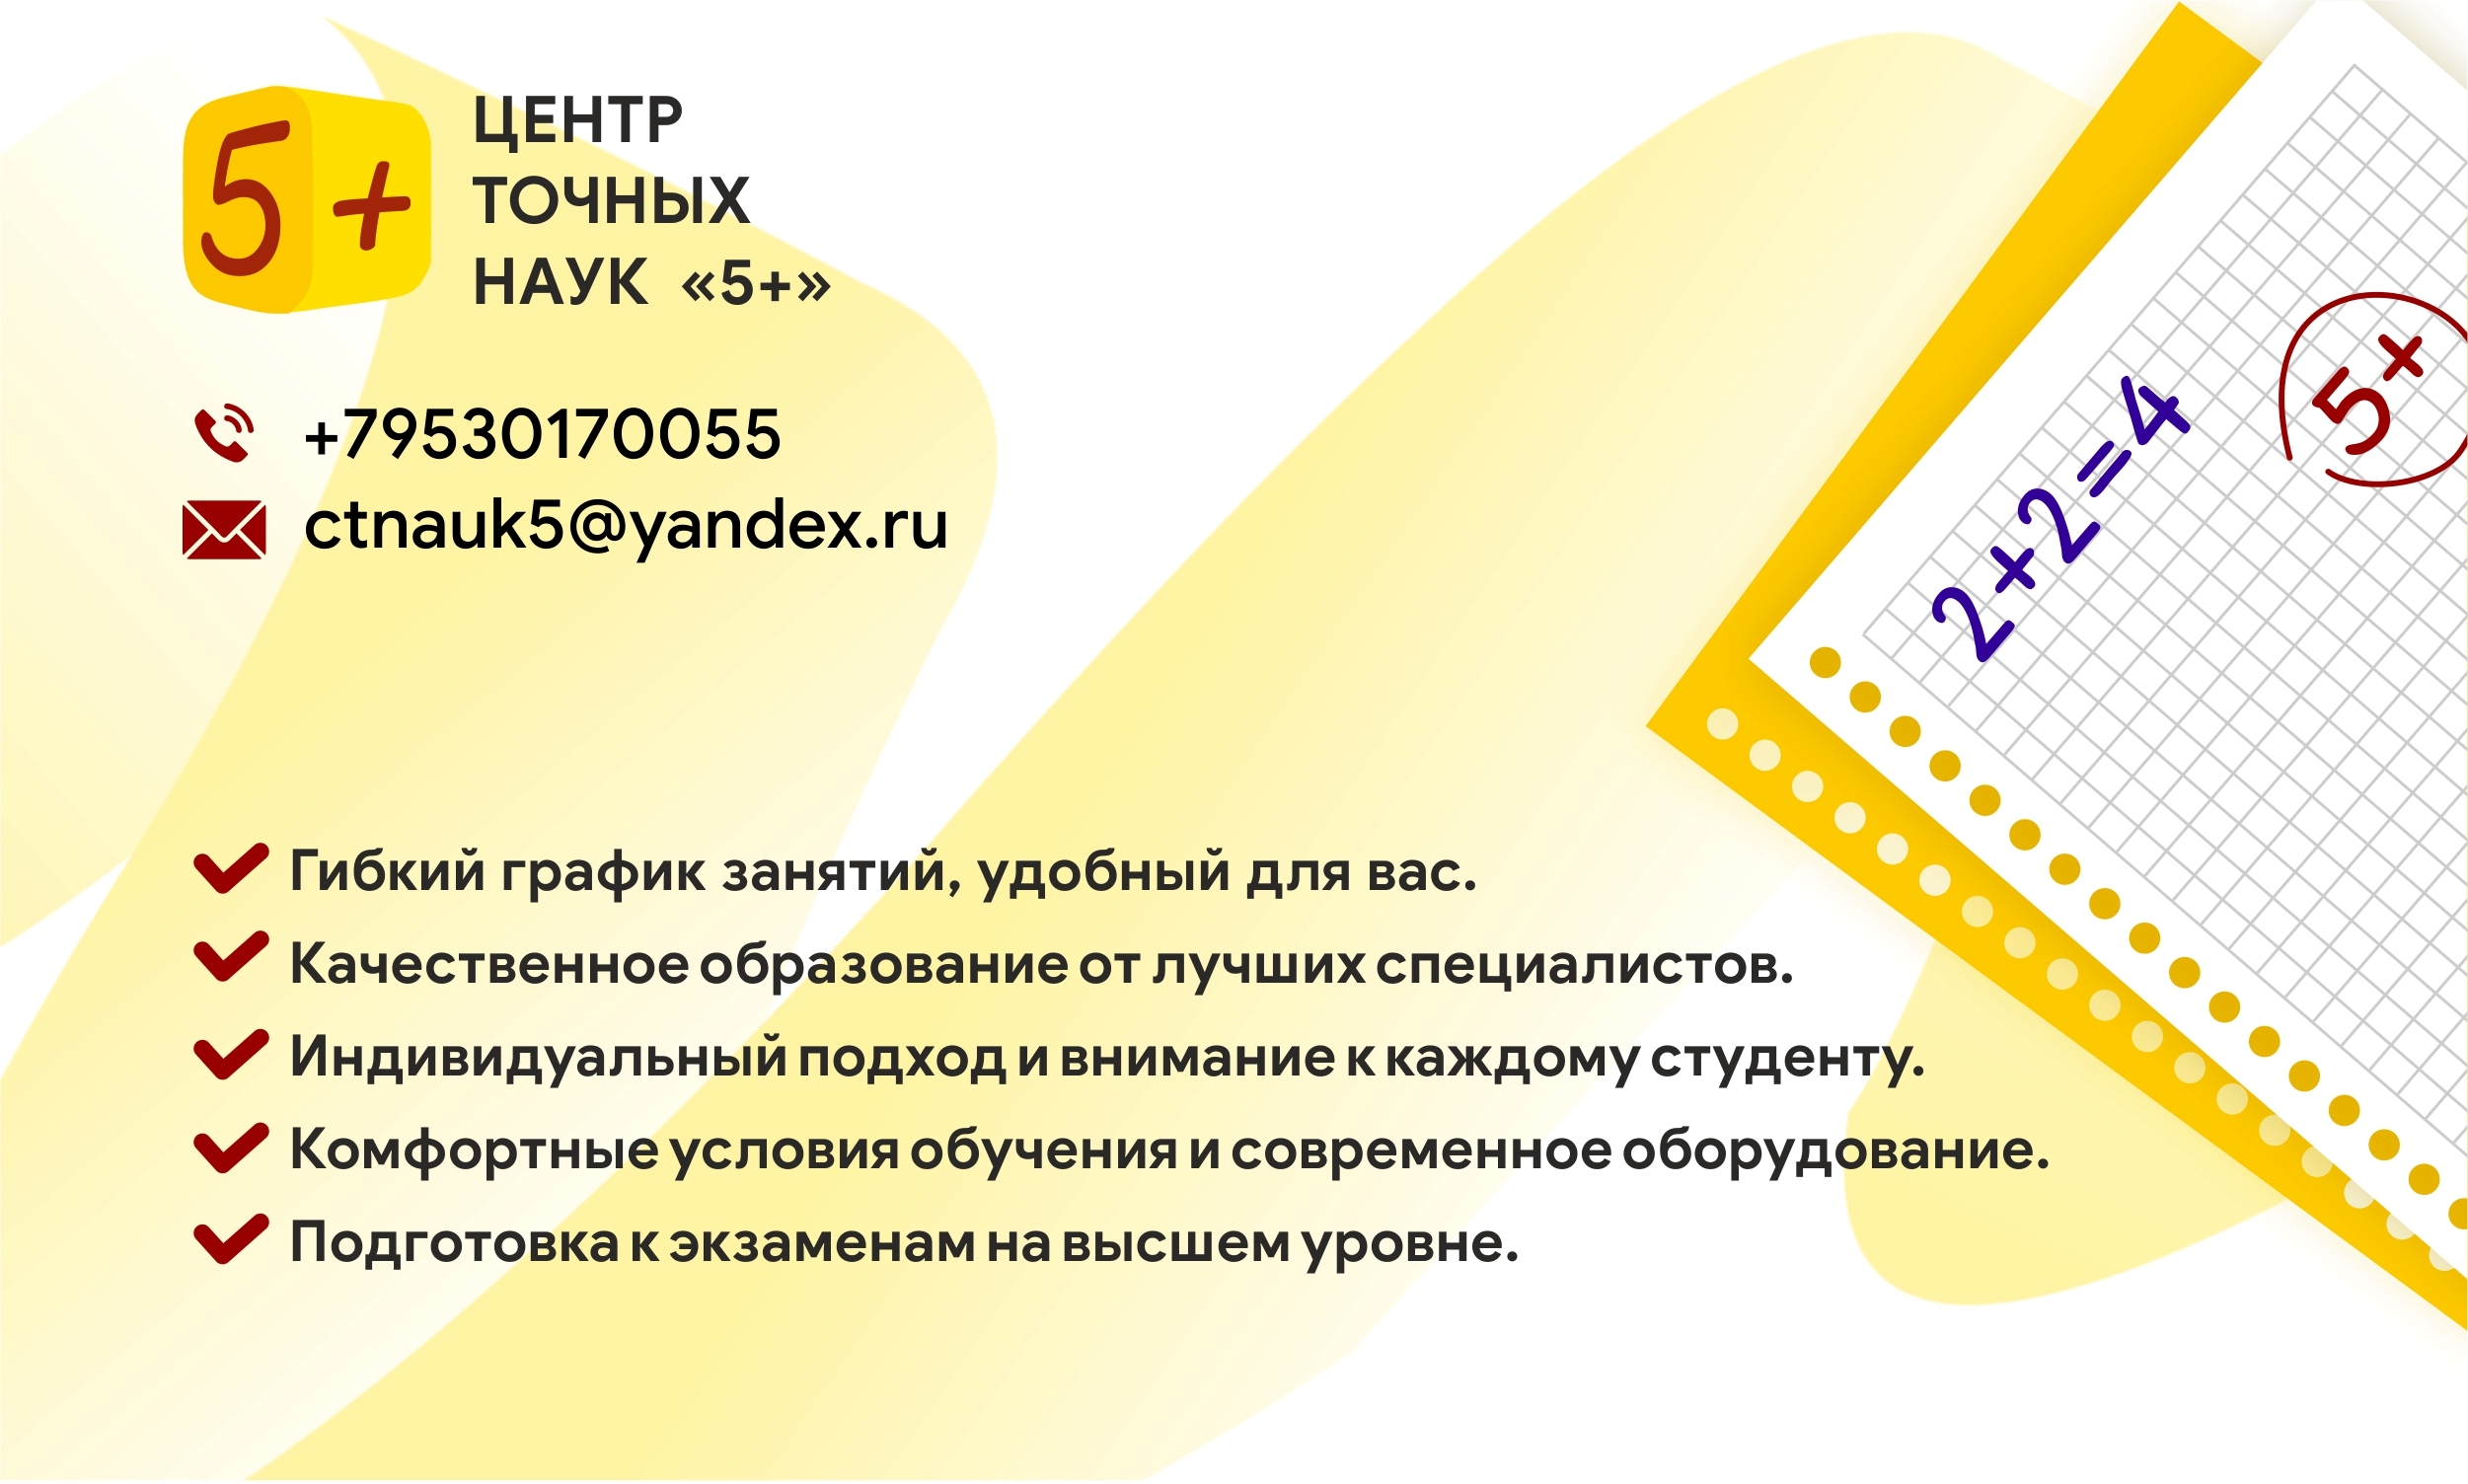 5+
ЦЕНТР
ТОЧНЫХ
НАУК «5+»
+79530170055
ctnauk5@yandex.ru
2+2=4
5+
Гибкий график занятий, удобный для вас.
Качественное образование от лучших специалистов.
Индивидуальный подход и внимание к каждому студенту.
Комфортные условия обучения и современное оборудование.
Подготовка к экзаменам на высшем уровне.